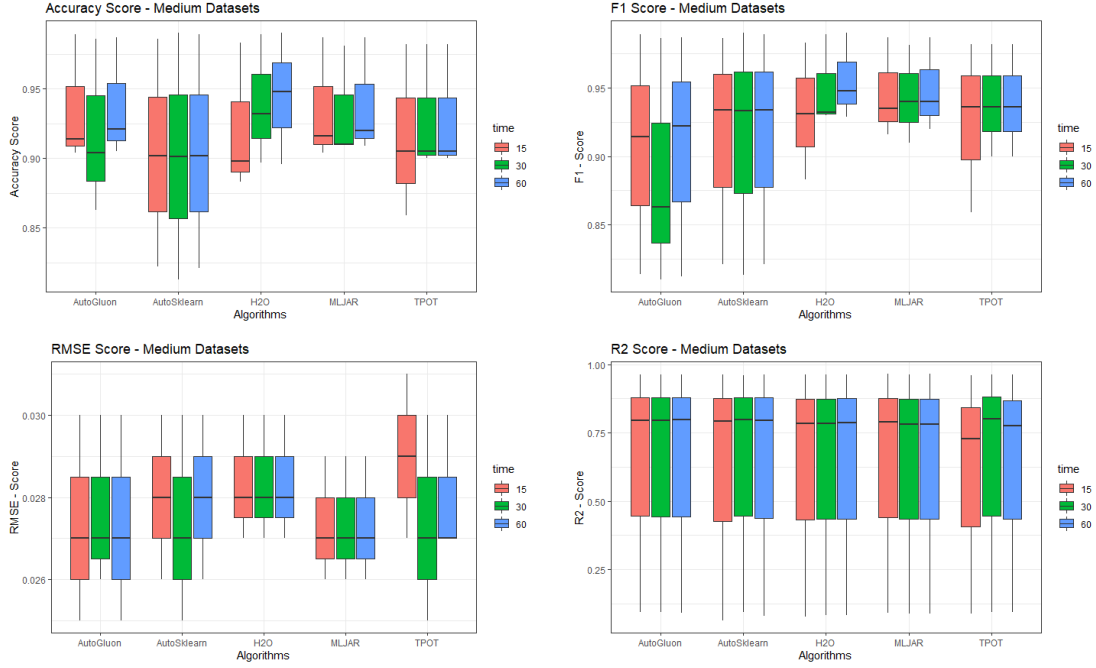 Accuracy Score - Medium Datasets
Accuracy Score
0.95
0.90
0.85
AutoGluon AutoSklearn H2O MLJAR TPOT
Algorithms
time
15
30
60
F1 Score - Medium Datasets
F1 - Score
0.95
0.90
0.85
AutoGluon AutoSklearn H2O MLJAR TPOT
Algorithms
time
15
30
60
RMSE Score - Medium Datasets
RMSE - Score
0.030
0.028
0.026
AutoGluon AutoSklearn H2O MLJAR TPOT
Algorithms
time
15
30
60
R2 Score - Medium Datasets
R2 - Score
1.00
0.75
0.50
0.25
AutoGluon AutoSklearn H2O MLJAR TPOT
Algorithms
time
15
30
60